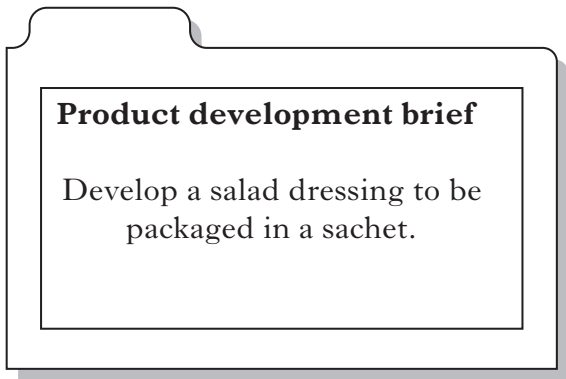 Product development brief
Develop a salad dressing to be
packaged in a sachet.